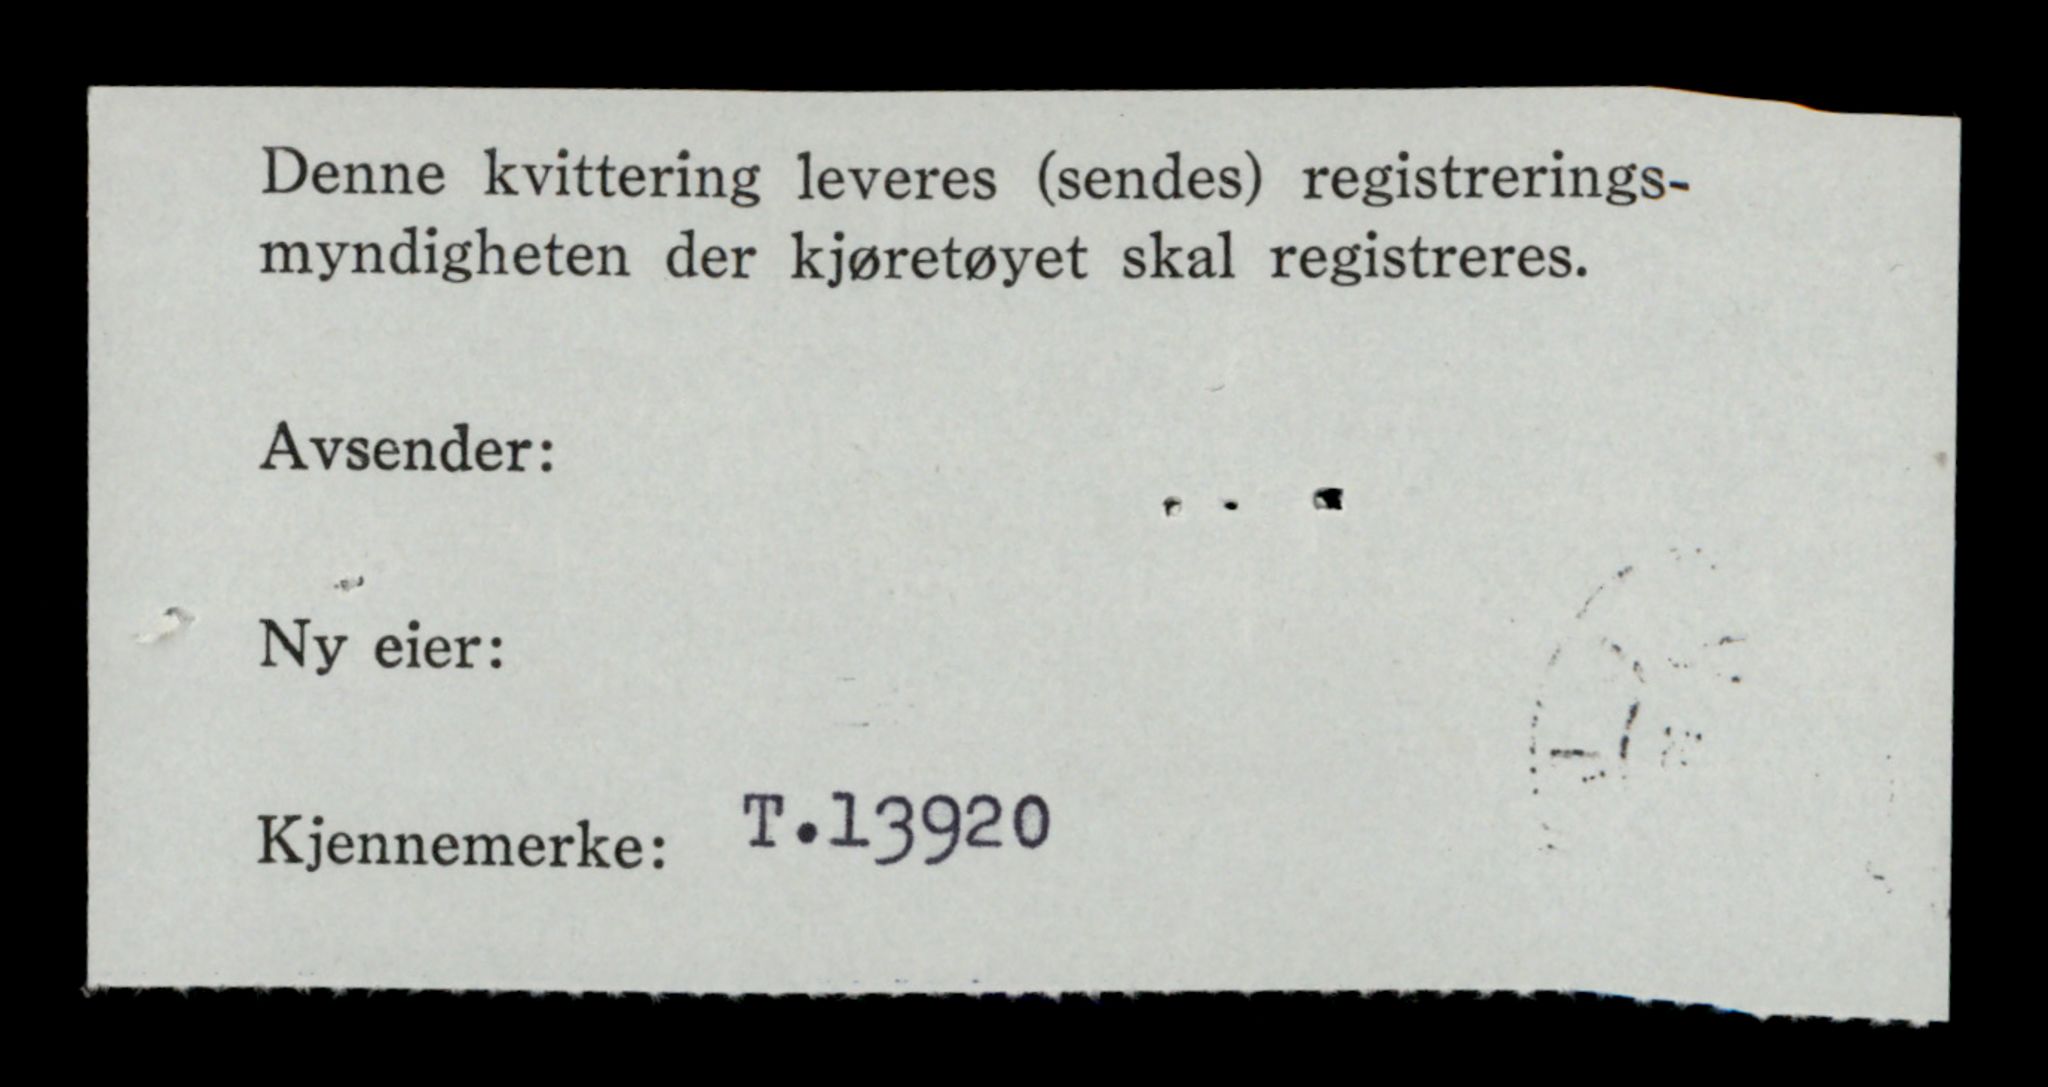 Denne kvittering leveres (sendes) registrerings-
myndigheten der kjøretøyet skal registreres.
Avsender:
Ny eier:
Kjennemerke: T.13920